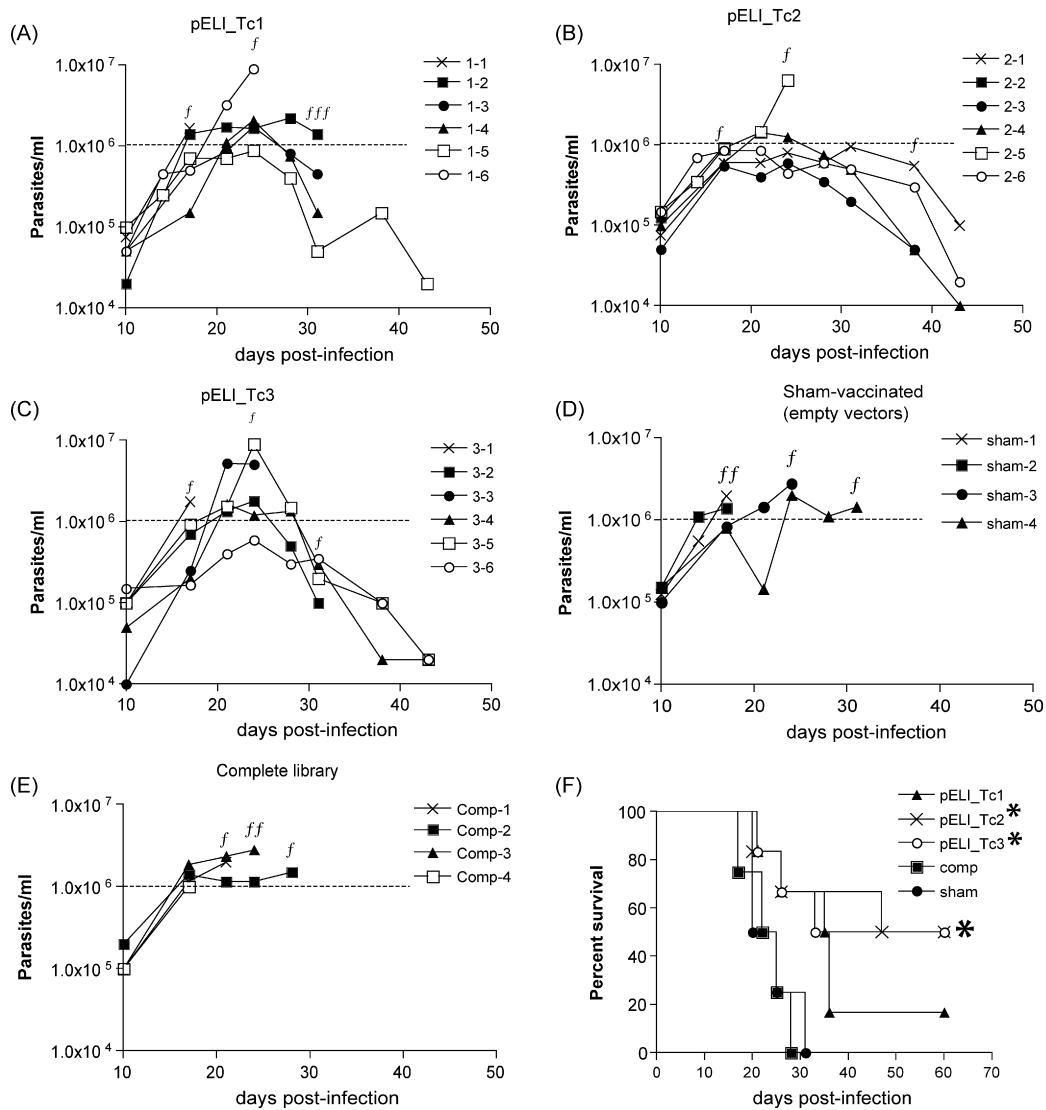 (A)
pELI_Tc1
Parasites/ml
1.0x10⁷
1.0x10⁶
1.0x10⁵
1.0x10⁴
10 20 30 40 50
days post-infection
f
f
fff
1-1
1-2
1-3
1-4
1-5
1-6
(B)
pELI_Tc2
Parasites/ml
1.0x10⁷
1.0x10⁶
1.0x10⁵
1.0x10⁴
10 20 30 40 50
days post-infection
f
f
f
2-1
2-2
2-3
2-4
2-5
2-6
(C)
pELI_Tc3
Parasites/ml
1.0x10⁷
1.0x10⁶
1.0x10⁵
1.0x10⁴
10 20 30 40 50
days post-infection
f
f
f
3-1
3-2
3-3
3-4
3-5
3-6
(D)
Sham-vaccinated
(empty vectors)
Parasites/ml
1.0x10⁷
1.0x10⁶
1.0x10⁵
1.0x10⁴
10 20 30 40 50
days post-infection
ff
f
f
sham-1
sham-2
sham-3
sham-4
(E)
Complete library
Parasites/ml
1.0x10⁷
1.0x10⁶
1.0x10⁵
1.0x10⁴
10 20 30 40 50
days post-infection
f
ff
f
Comp-1
Comp-2
Comp-3
Comp-4
(F)
Percent survival
100
80
60
40
20
0
0 10 20 30 40 50 60 70
days post-infection
pELI_Tc1
pELI_Tc2*
pELI_Tc3*
comp
sham
*